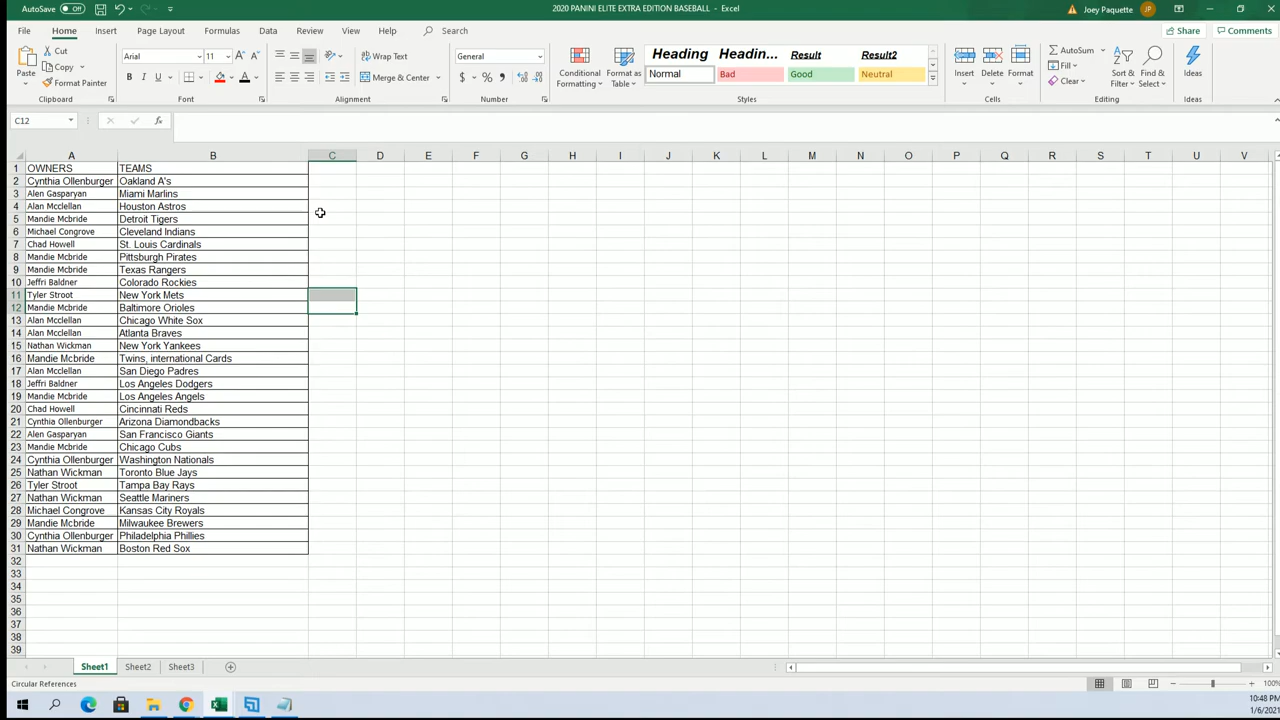 AutoSave Off 2020 PANINI ELITE EXTRA EDITION BASEBALL - Excel Joey Paquette JP
File Home Insert Page Layout Formulas Data Review View Help Search Share Comments
Paste Cut Copy Format Painter Clipboard
Arial 11 B I U A Font
Wrap Text Merge & Center Alignment
General $ % Number
Conditional Formatting Format as Table Heading Headin... Result Result2
Normal Bad Good Neutral Styles
Insert Delete Format Cells
AutoSum Fill Clear Sort & Filter Find & Select Editing
Ideas Ideas
C12 fx
A B C D E F G H I J K L M N O P Q R S T U V
1 OWNERS TEAMS
2 Cynthia Ollenburger Oakland A's
3 Alen Gasparyan Miami Marlins
4 Alan Mcclellan Houston Astros
5 Mandie Mcbride Detroit Tigers
6 Michael Congrove Cleveland Indians
7 Chad Howell St. Louis Cardinals
8 Mandie Mcbride Pittsburgh Pirates
9 Mandie Mcbride Texas Rangers
10 Jeffri Baldner Colorado Rockies
11 Tyler Stroot New York Mets
12 Mandie Mcbride Baltimore Orioles
13 Alan Mcclellan Chicago White Sox
14 Alan Mcclellan Atlanta Braves
15 Nathan Wickman New York Yankees
16 Mandie Mcbride Twins, international Cards
17 Alan Mcclellan San Diego Padres
18 Jeffri Baldner Los Angeles Dodgers
19 Mandie Mcbride Los Angeles Angels
20 Chad Howell Cincinnati Reds
21 Cynthia Ollenburger Arizona Diamondbacks
22 Alen Gasparyan San Francisco Giants
23 Mandie Mcbride Chicago Cubs
24 Cynthia Ollenburger Washington Nationals
25 Nathan Wickman Toronto Blue Jays
26 Tyler Stroot Tampa Bay Rays
27 Nathan Wickman Seattle Mariners
28 Michael Congrove Kansas City Royals
29 Mandie Mcbride Milwaukee Brewers
30 Cynthia Ollenburger Philadelphia Phillies
31 Nathan Wickman Boston Red Sox
32
33
34
35
36
37
38
39
Sheet1 Sheet2 Sheet3
Circular References 100%
10:48 PM
1/6/2021